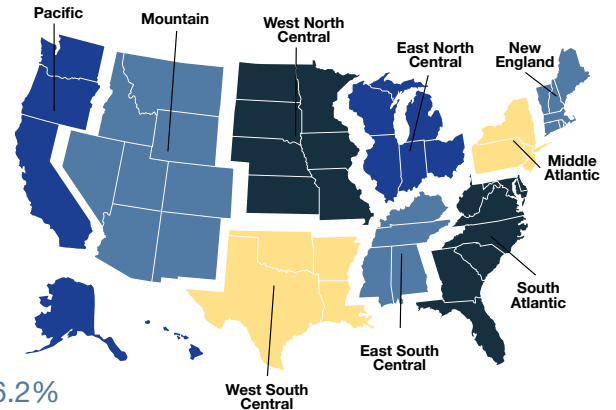 Pacific
Mountain
West North
Central
East North
Central
New
England
Middle
Atlantic
South
Atlantic
East South
Central
West South
Central
6.2%